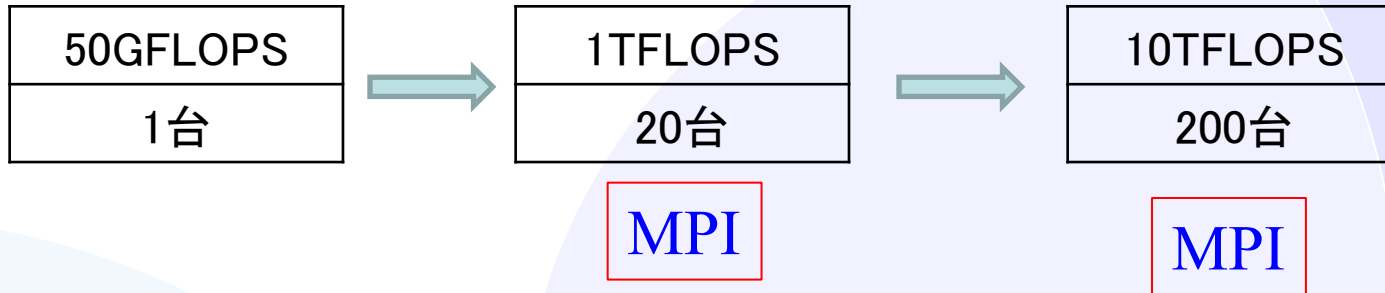 50GFLOPS
1台
1TFLOPS
20台
MPI
10TFLOPS
200台
MPI